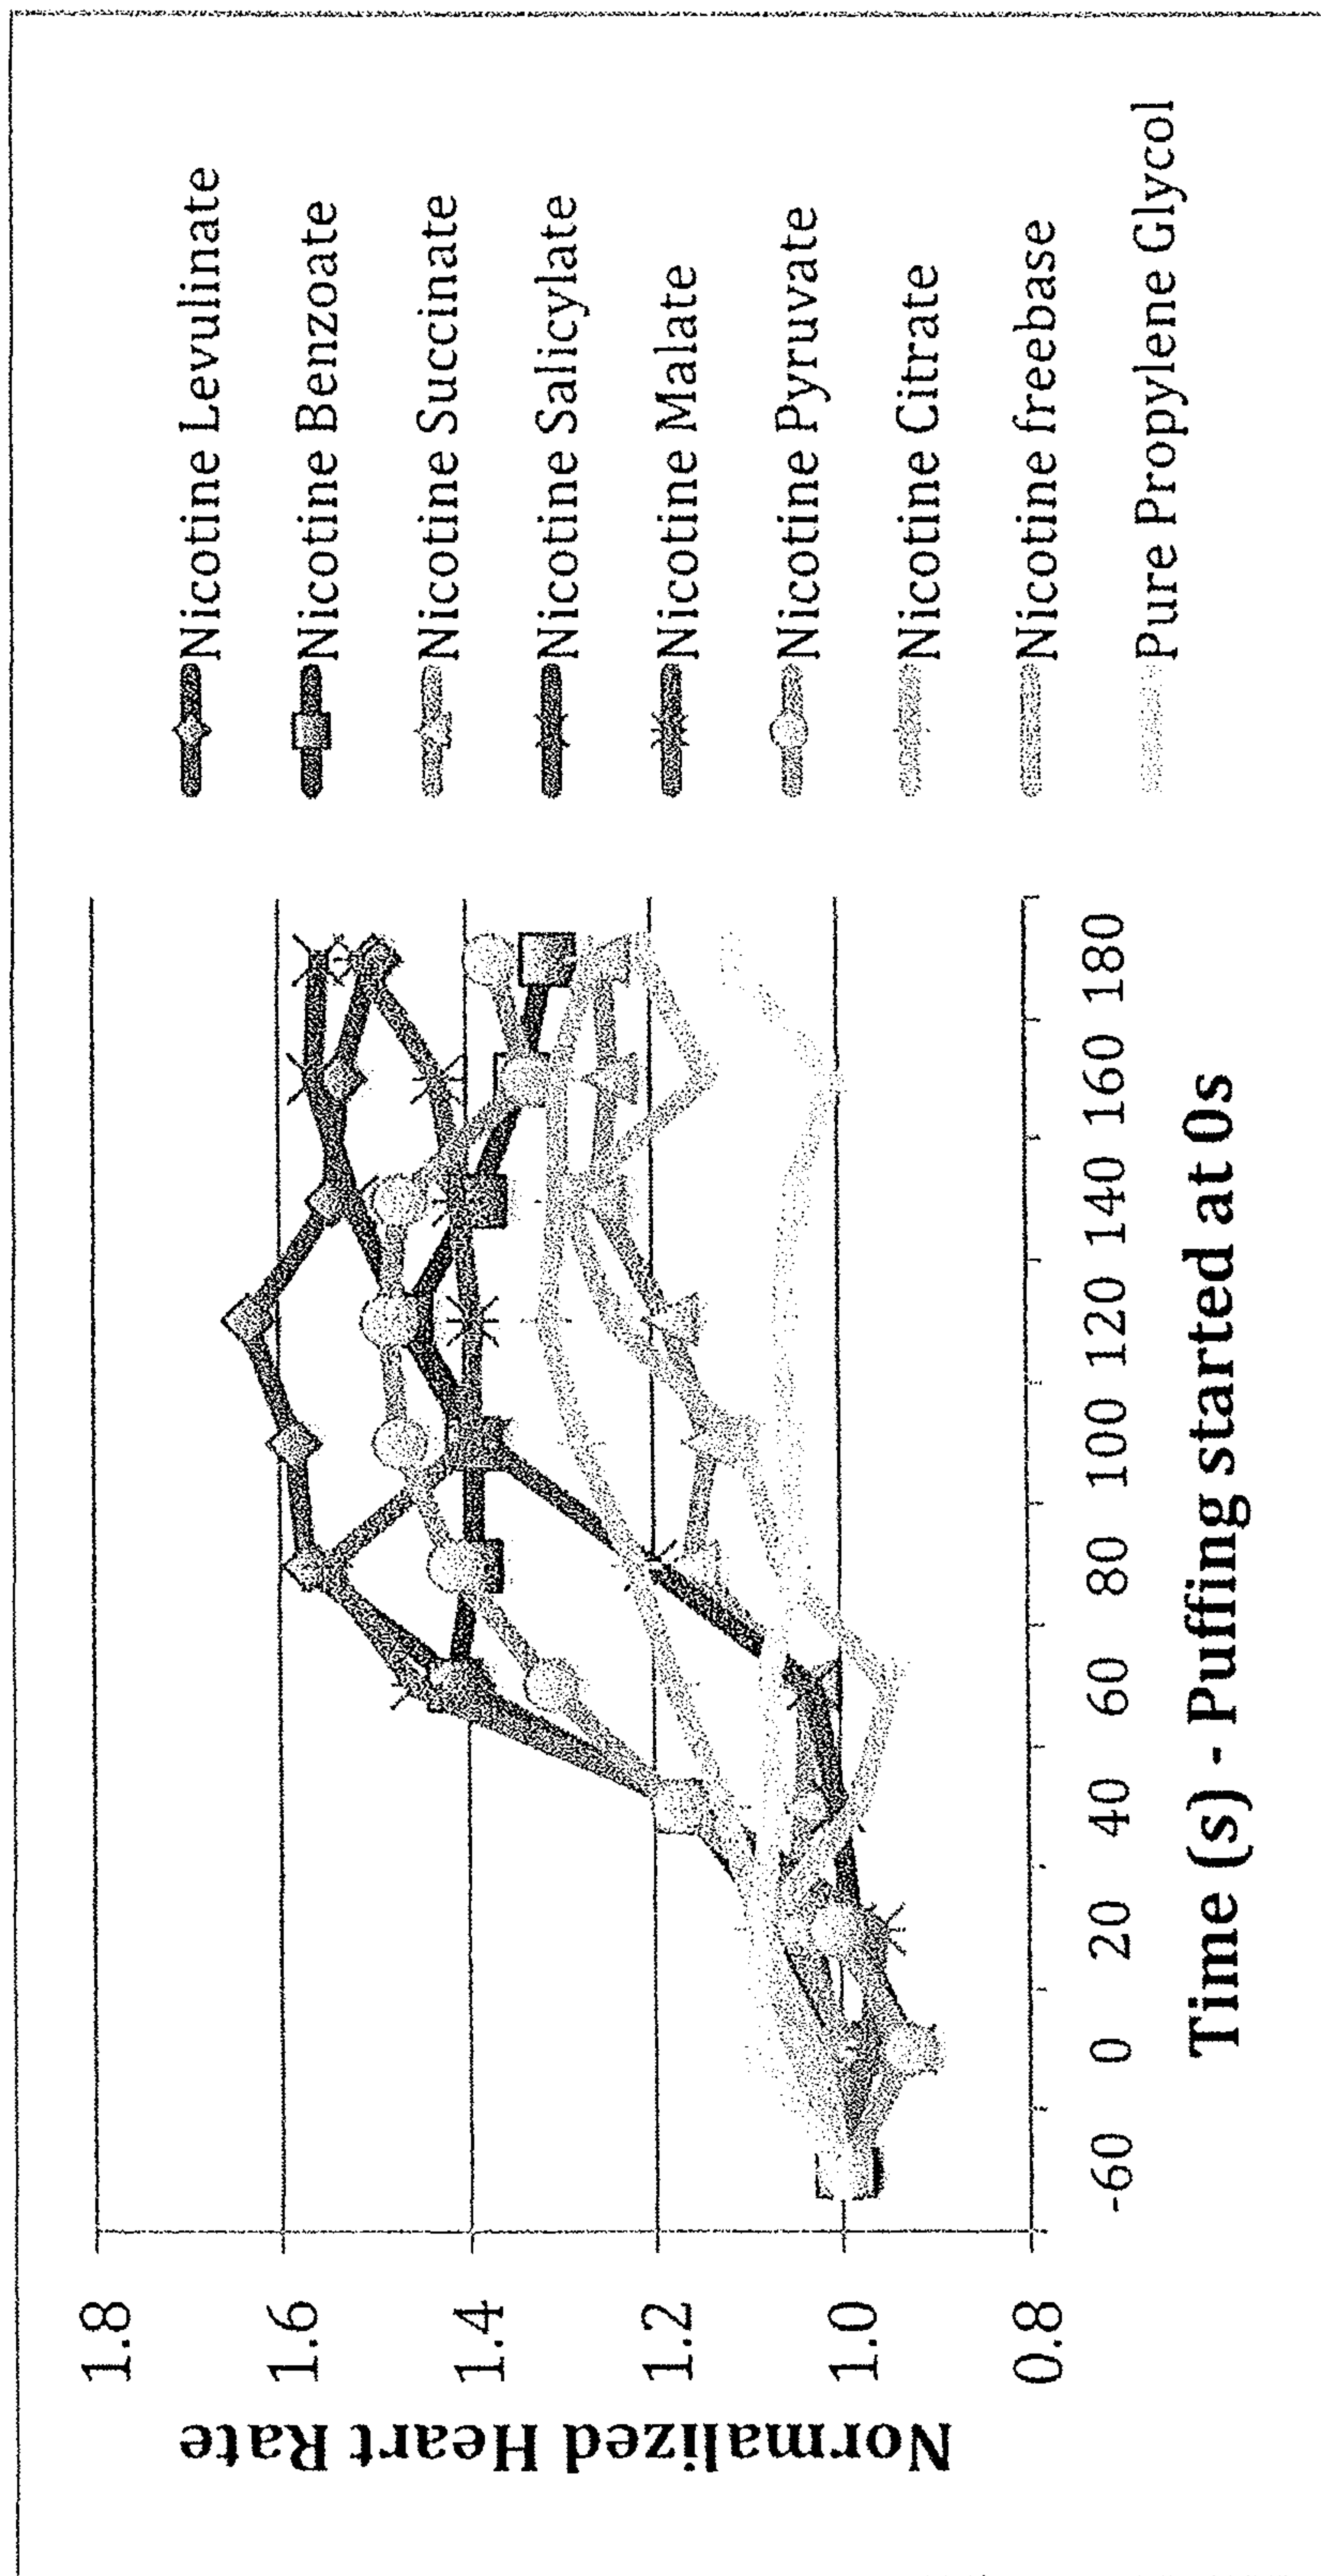 Normalized Heart Rate
1.8
1.6
1.4
1.2
1.0
0.8
-60 0 20 40 60 80 100 120 140 160 180
Time (s) - Puffing started at 0s
Nicotine Levulinate
Nicotine Benzoate
Nicotine Succinate
Nicotine Salicylate
Nicotine Malate
Nicotine Pyruvate
Nicotine Citrate
Nicotine freebase
Pure Propylene Glycol